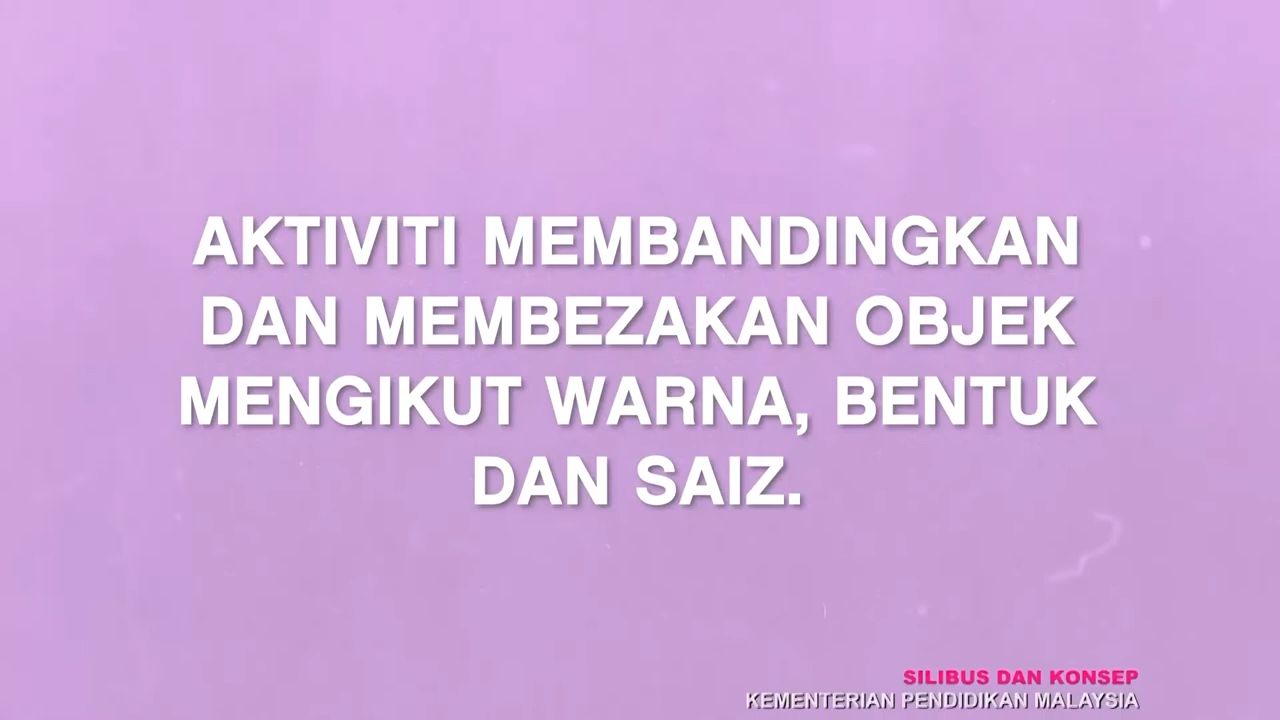 AKTIVITI MEMBANDINGKAN
DAN MEMBEZAKAN OBJEK
MENGIKUT WARNA, BENTUK
DAN SAIZ.
SILIBUS DAN KONSEP
KEMENTERIAN PENDIDIKAN MALAYSIA